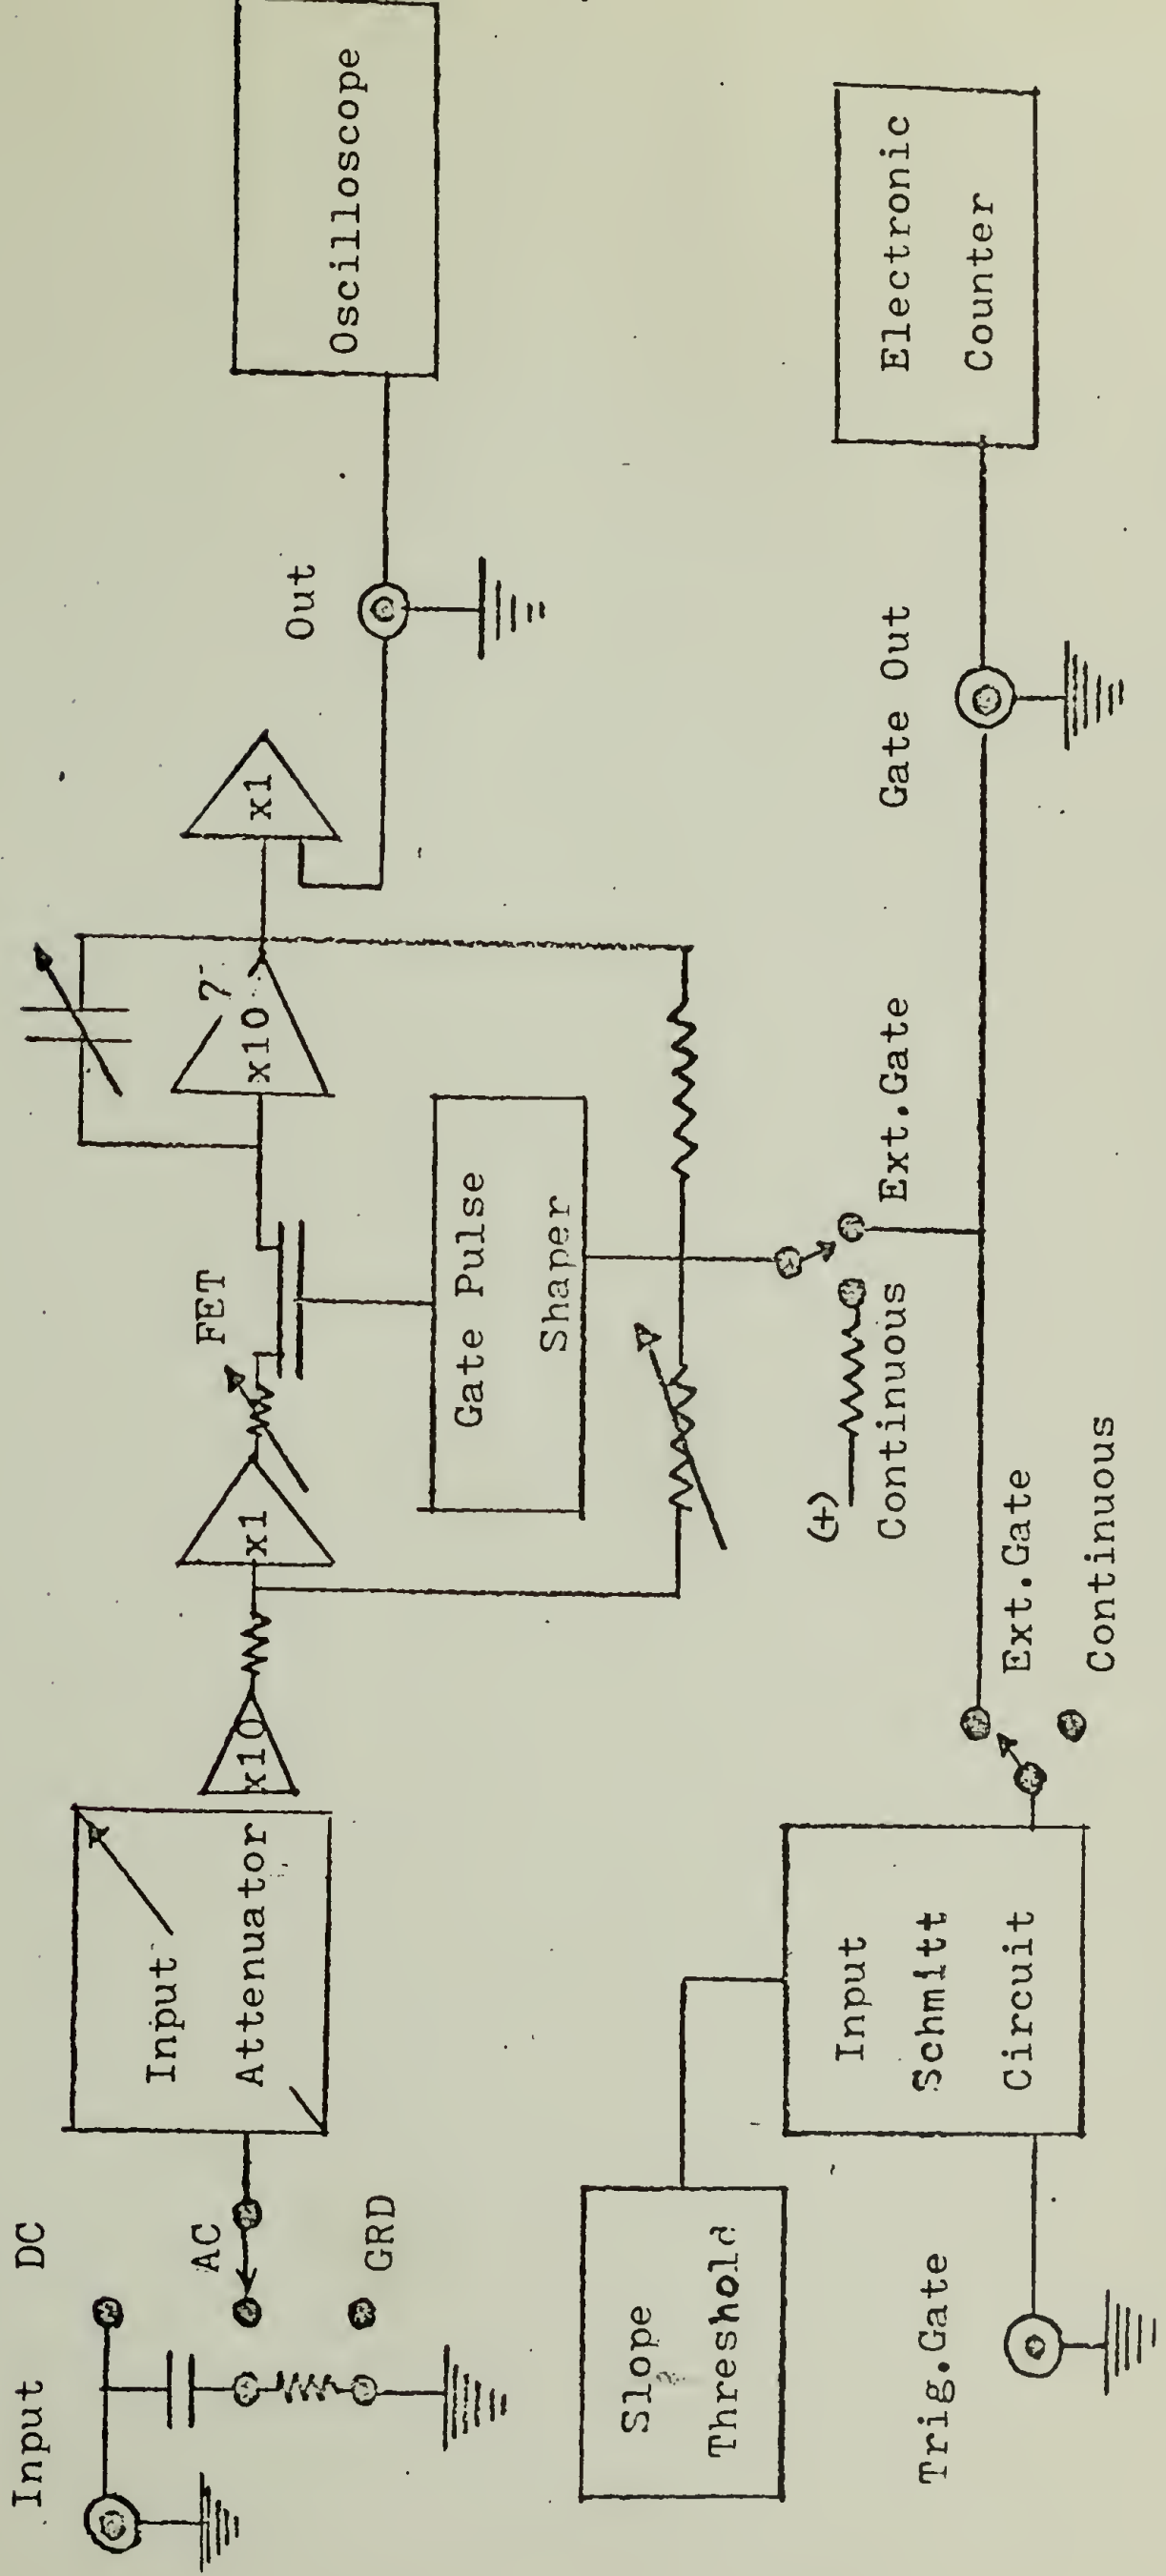 Input
DC
AC
GRD
Input
Attenuator
x10
x1
FET
x10 7
x1
Out
Oscilloscope
Gate Pulse
Shaper
(+)
Continuous
Ext.Gate
Slope
Threshold
Trig.Gate
Input
Schmitt
Circuit
Ext.Gate
Continuous
Gate Out
Electronic
Counter